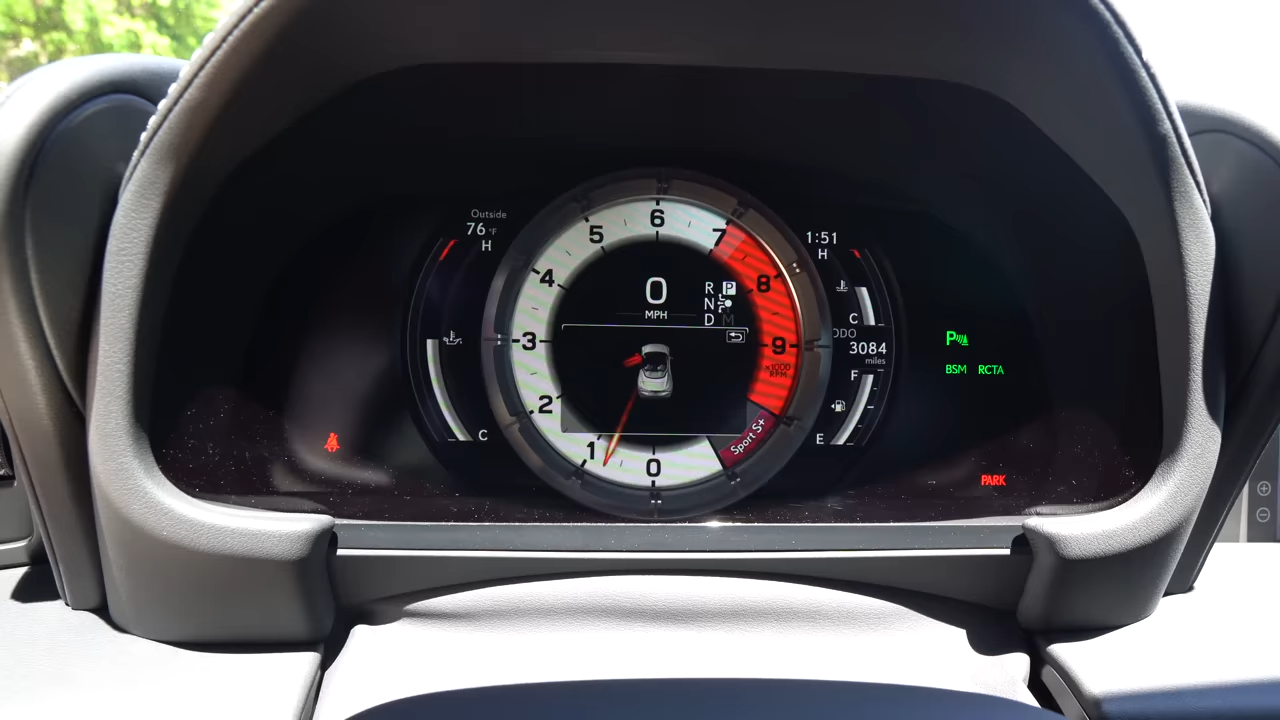 Outside
76 °F
H
C
6
5
7
4
8
3
9
2
1
0
x1000
RPM
Sport S+
0
MPH
R P
N
D M
1:51
H
C
ODO
3084
miles
F
E
P
BSM RCTA
PARK